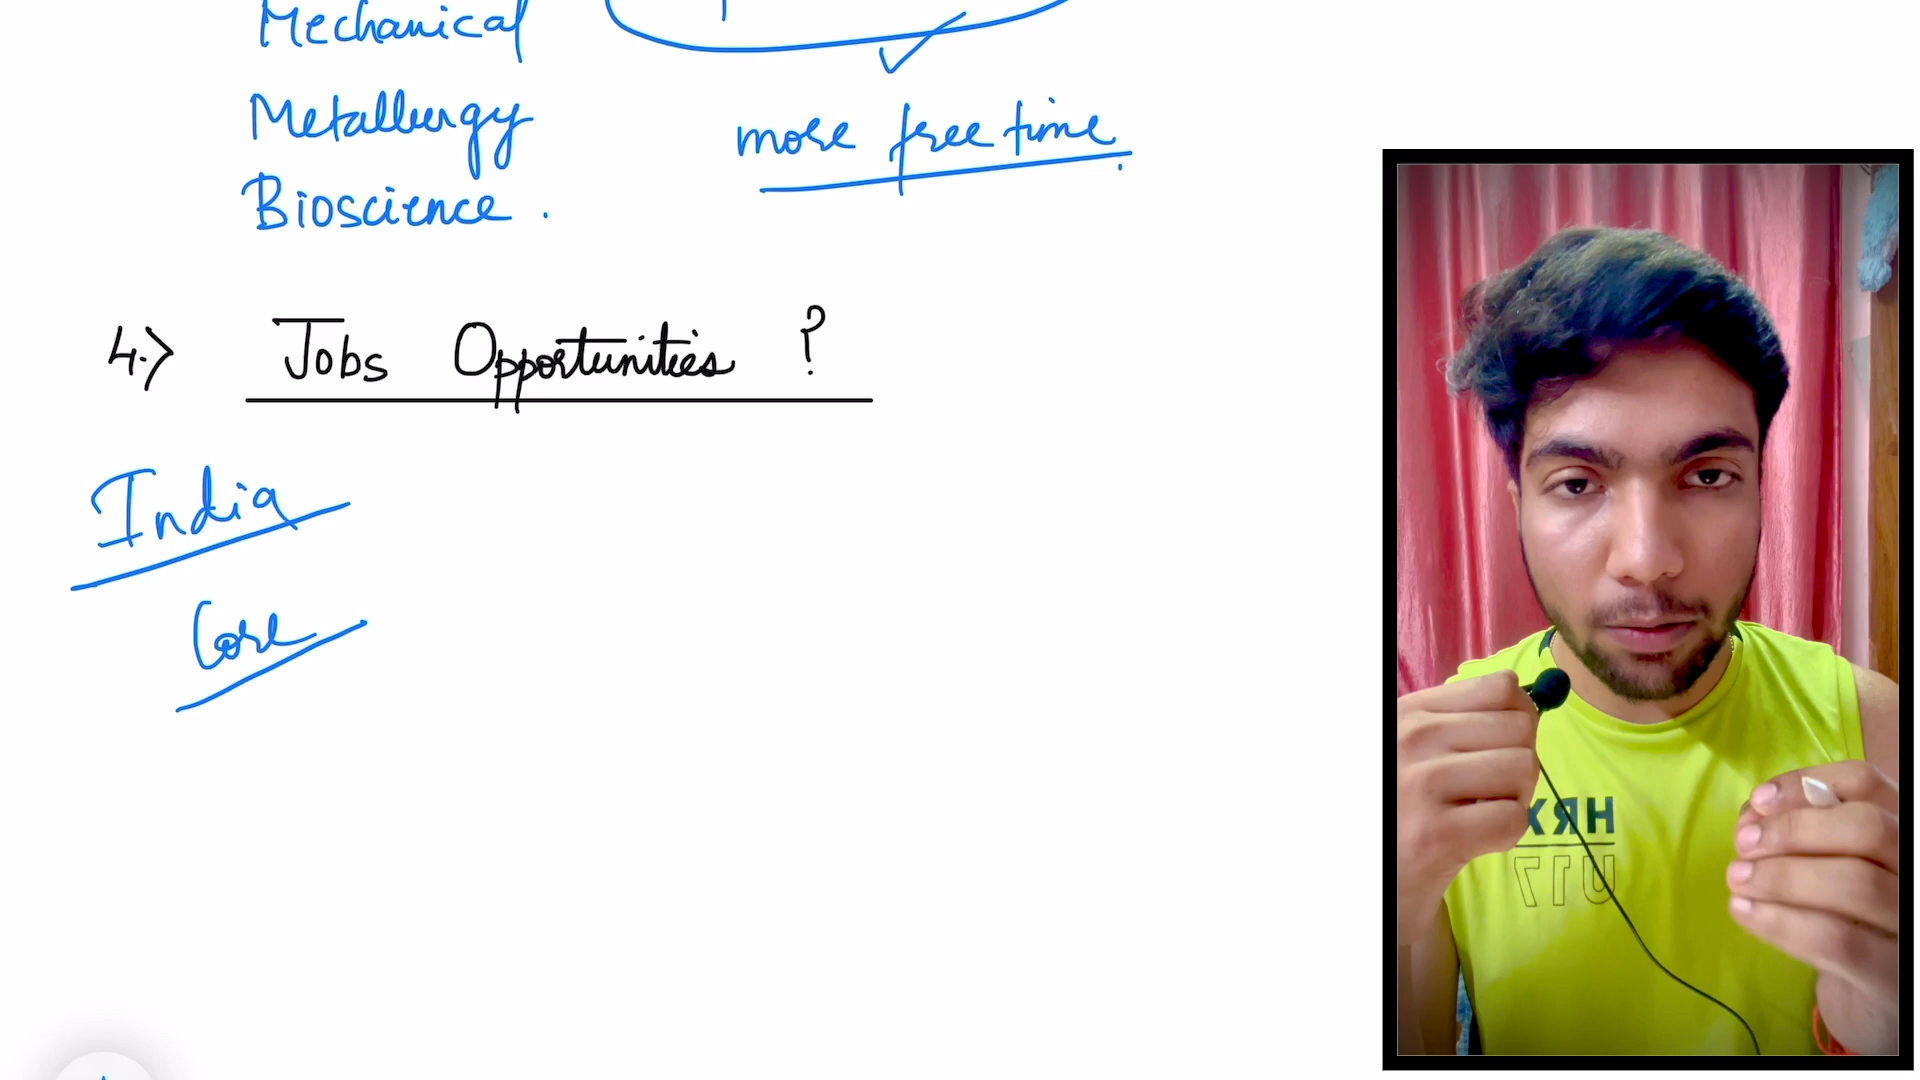 Mechanical
Metallurgy
more free time.
Bioscience.
4.> Jobs Opportunities ?
India
Core
HRX
U17